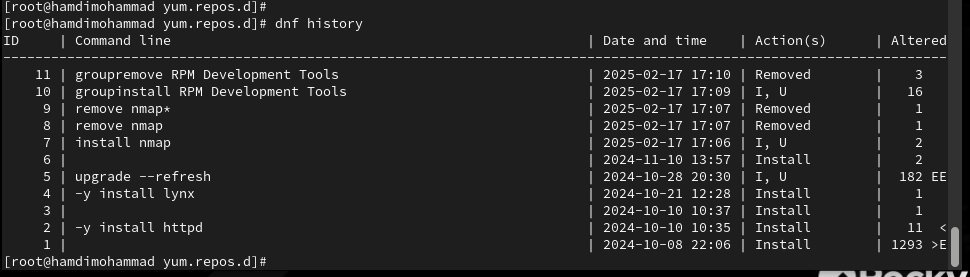 [root@hamdimohammad yum.repos.d]#
[root@hamdimohammad yum.repos.d]# dnf history
ID     | Command line                                                              | Date and time    | Action(s)      | Altered
-----------------------------------------------------------------------------------------------------------------------
    11 | groupremove RPM Development Tools                                         | 2025-02-17 17:10 | Removed        |    3
    10 | groupinstall RPM Development Tools                                        | 2025-02-17 17:09 | I, U           |   16
     9 | remove nmap*                                                              | 2025-02-17 17:07 | Removed        |    1
     8 | remove nmap                                                               | 2025-02-17 17:07 | Removed        |    1
     7 | install nmap                                                              | 2025-02-17 17:06 | I, U           |    2
     6 |                                                                           | 2024-11-10 13:57 | Install        |    2
     5 | upgrade --refresh                                                         | 2024-10-28 20:30 | I, U           |  182 EE
     4 | -y install lynx                                                           | 2024-10-21 12:28 | Install        |    1
     3 |                                                                           | 2024-10-10 10:37 | Install        |    1
     2 | -y install httpd                                                          | 2024-10-10 10:35 | Install        |   11  <
     1 |                                                                           | 2024-10-08 22:06 | Install        | 1293 >E
[root@hamdimohammad yum.repos.d]#